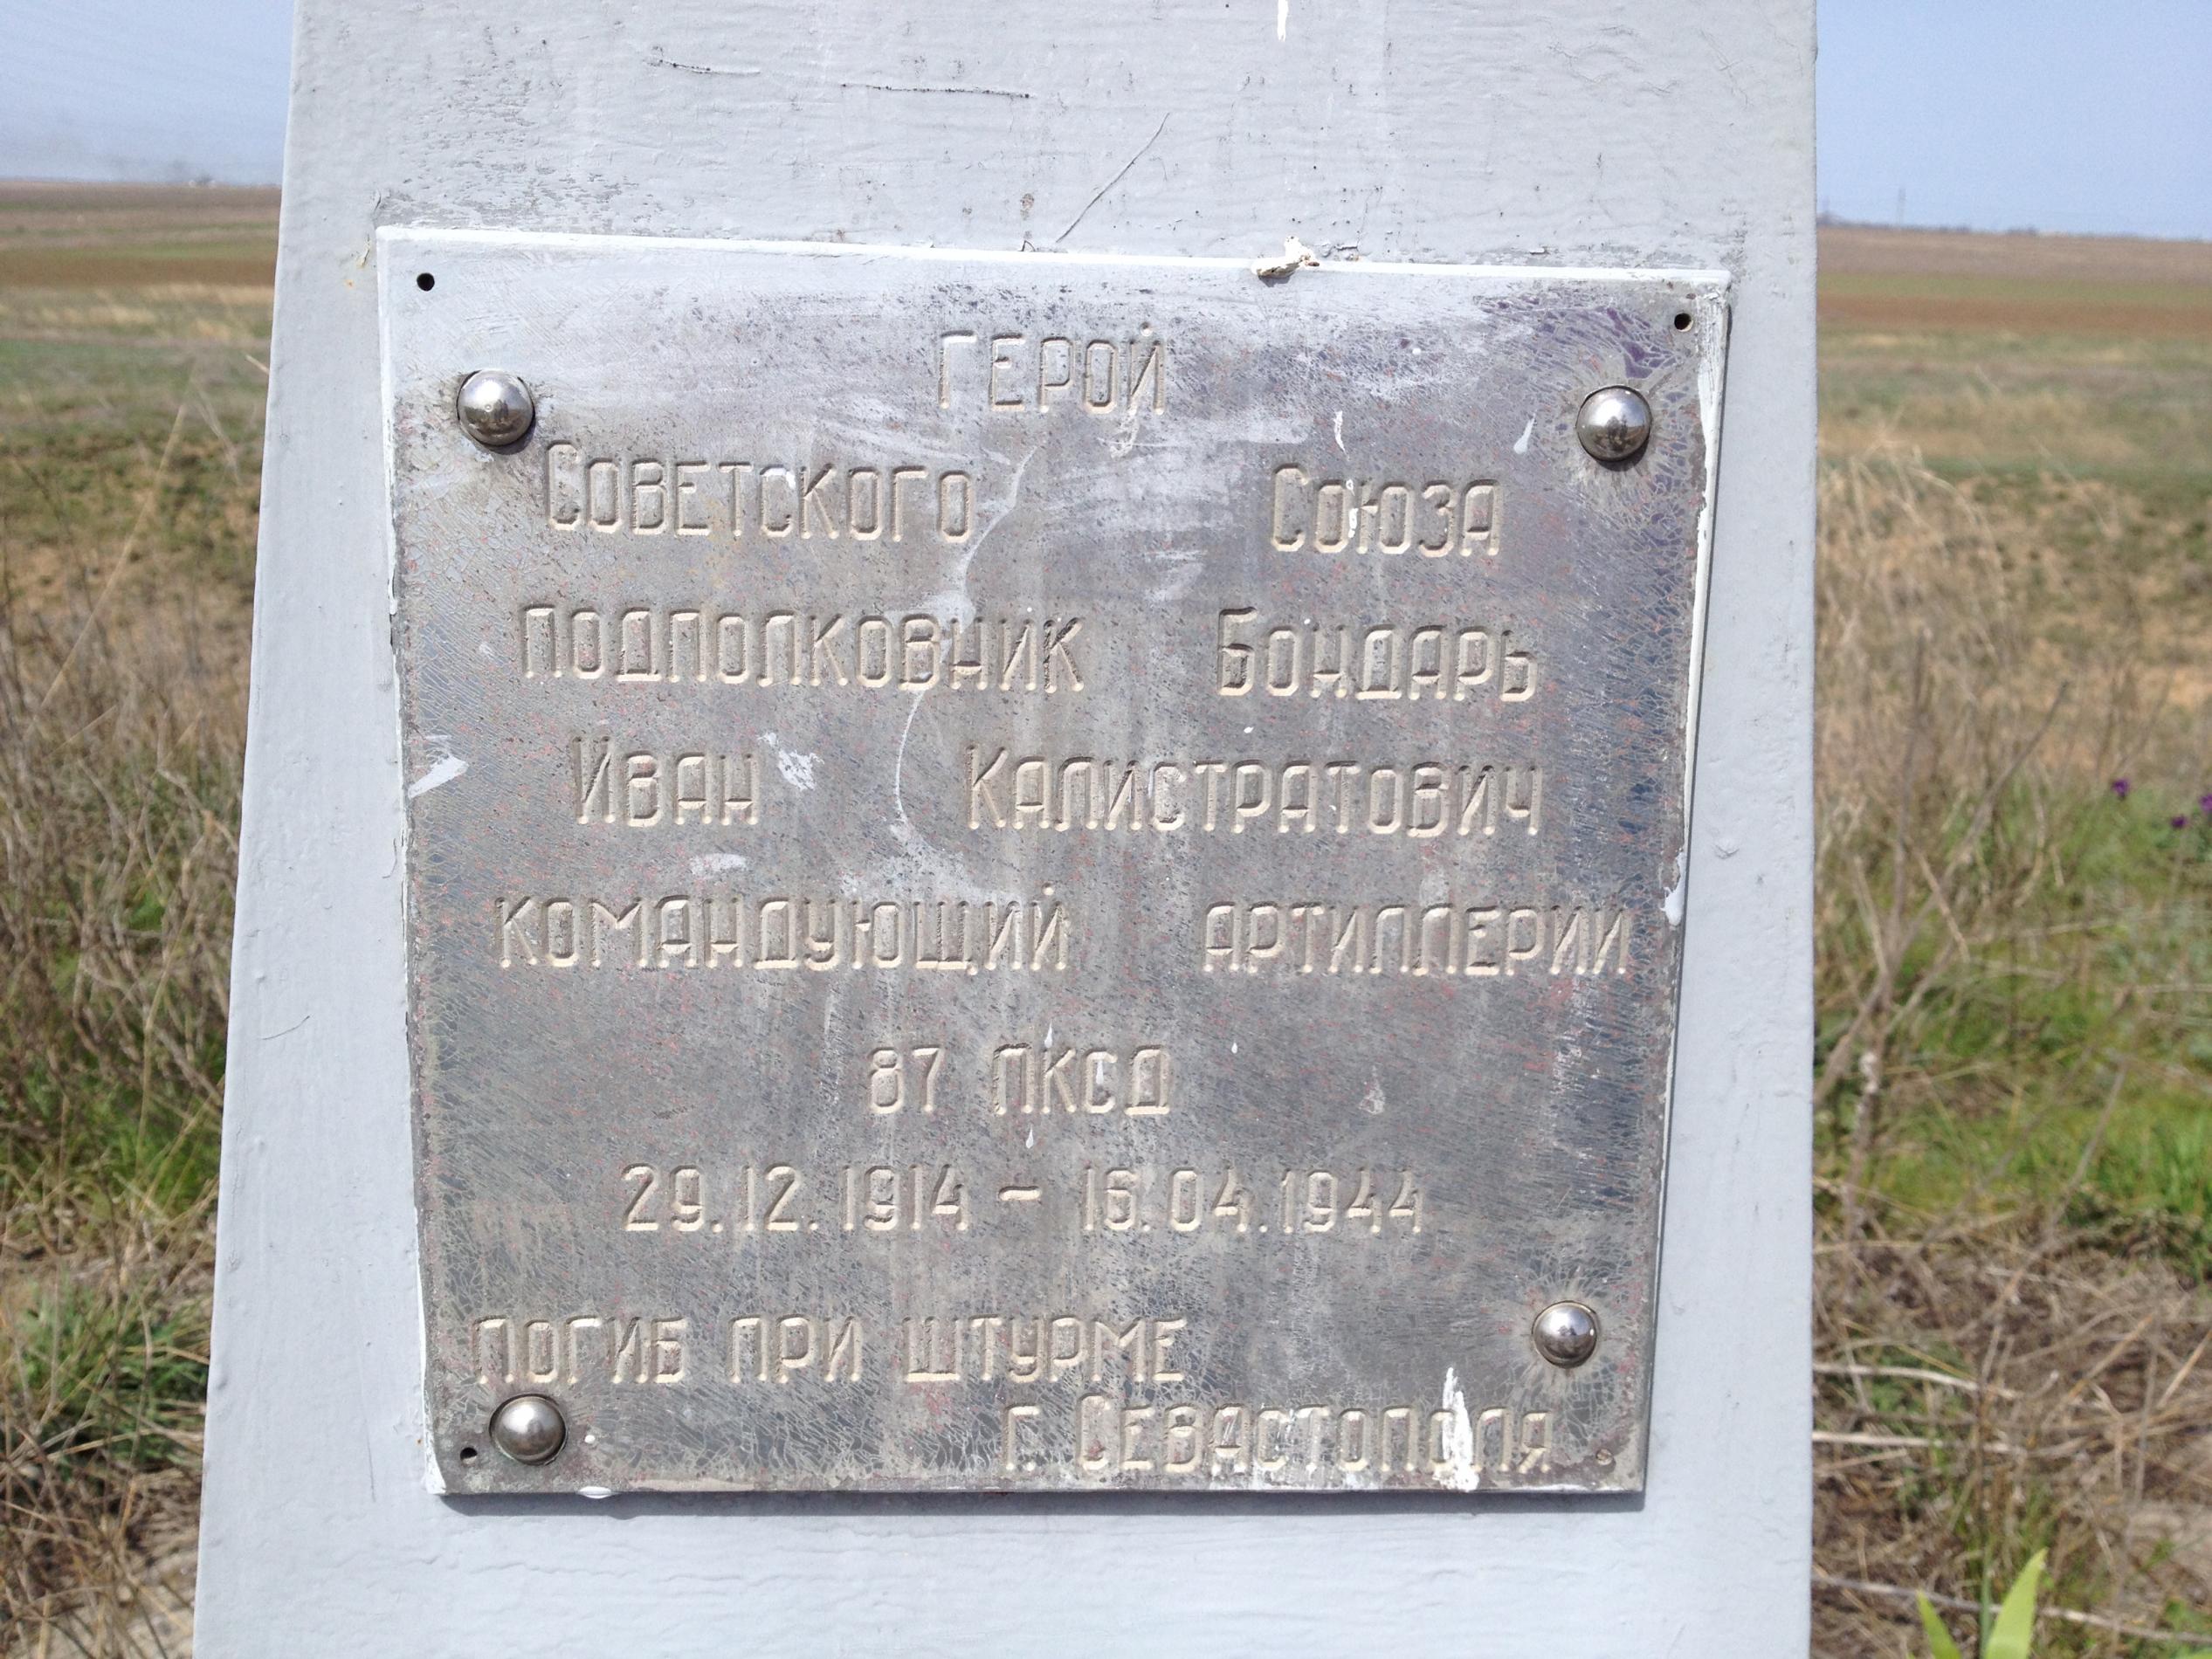 ГЕРОЙ
Советского Союза
подполковник Бондарь
Иван Калистратович
командующий артиллерии
87 ПКСД
29.12.1914 - 16.04.1944
погиб при штурме
г. Севастополя